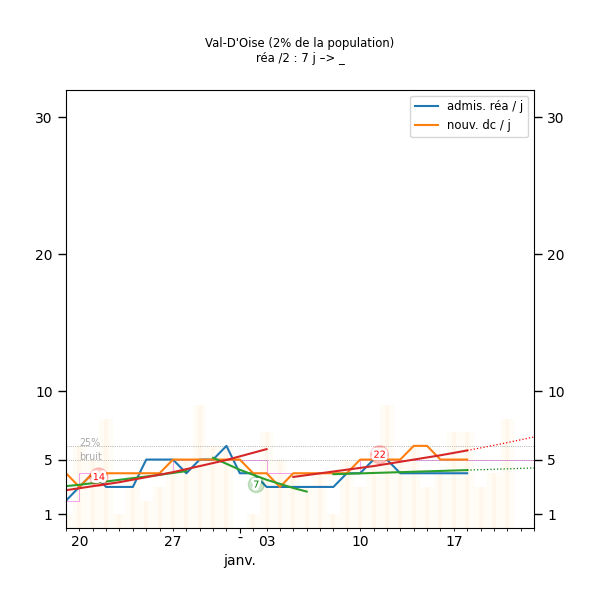 Val-D'Oise (2% de la population)
réa /2 : 7 j –> _
admis. réa / j
nouv. dc / j
30 30
20 20
10 10
25%
bruit
5 5
22
14
7
1 1
20 27 - 03 10 17
janv.